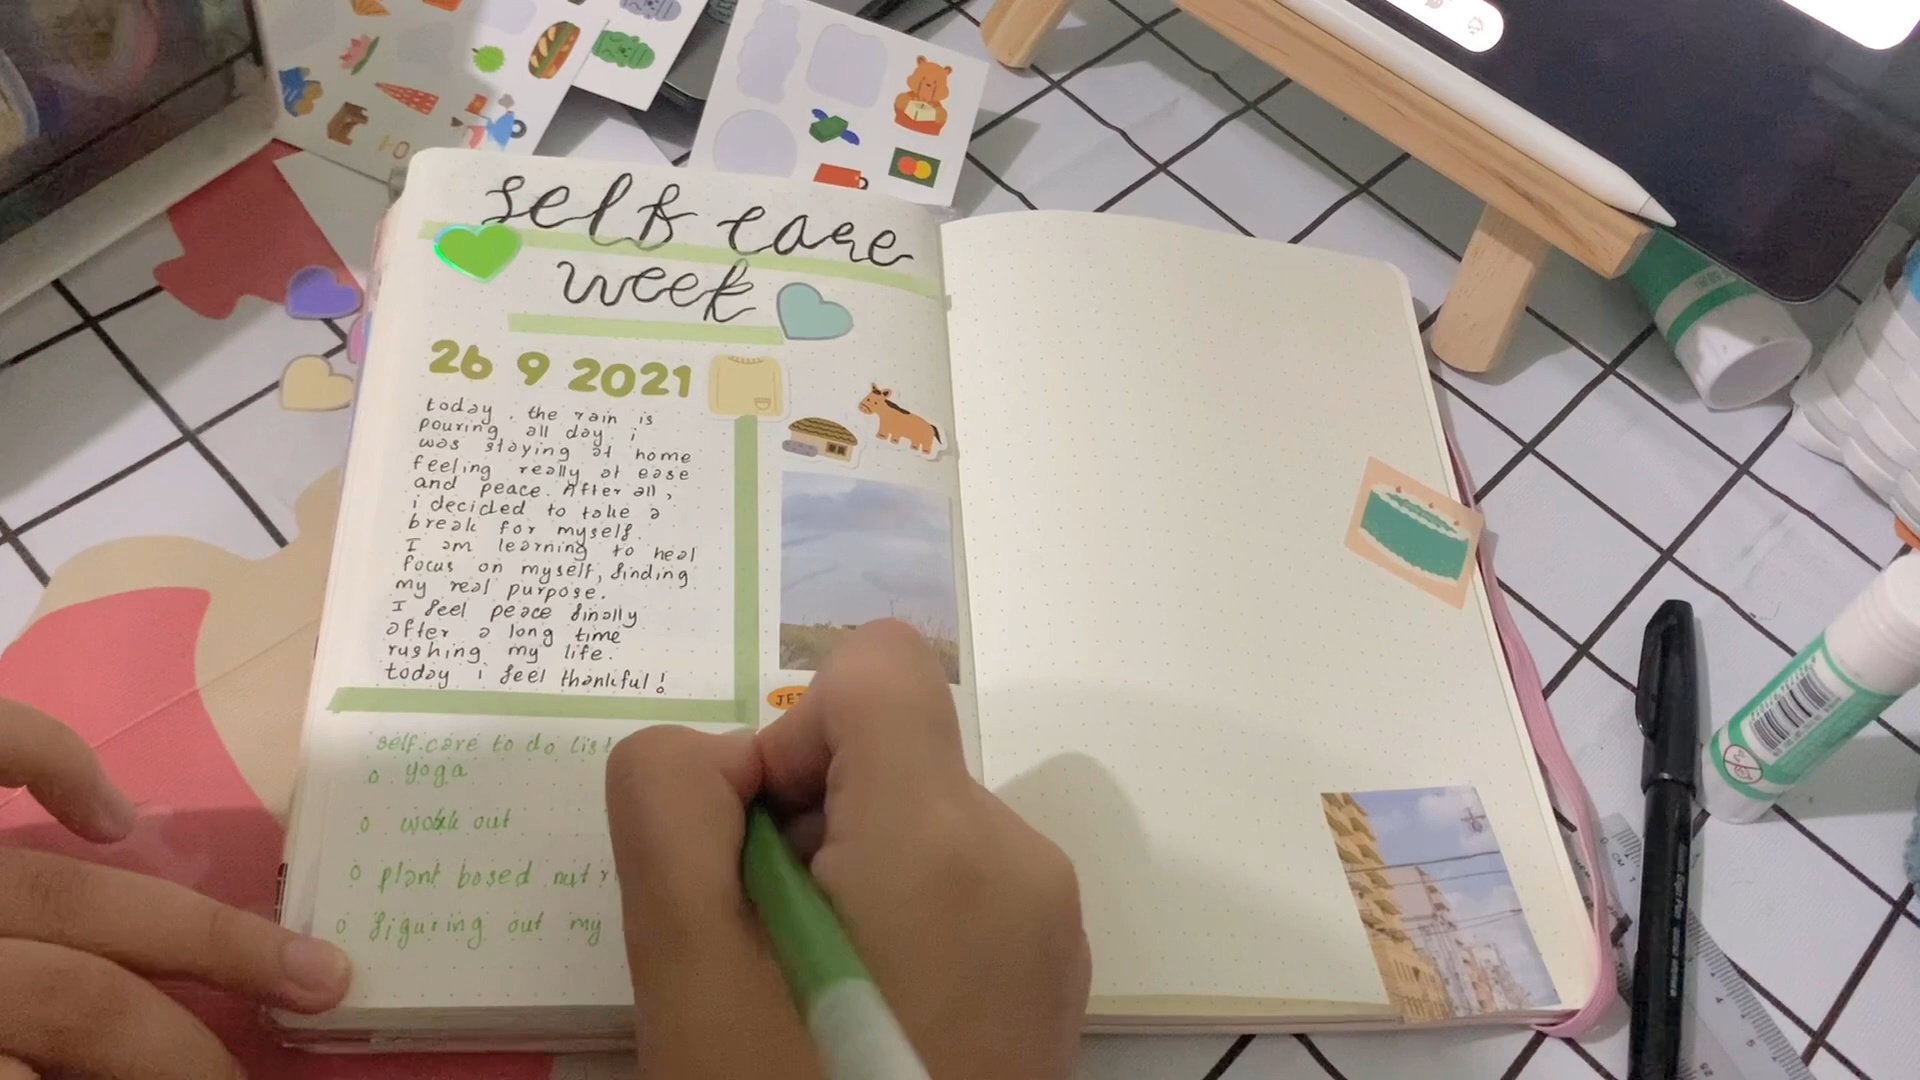 self care
week
26 9 2021
today, the rain is
pouring all day i
was staying at home
feeling really at ease
and peace. After all,
i decided to take a
break for myself.
I am learning to heal
focus on myself, finding
my real purpose.
I feel peace finally
after a long time
rushing my life.
today i feel thankful!
JET
self.care to do list
o yoga
o work out
o plant based nutr
o figuring out my